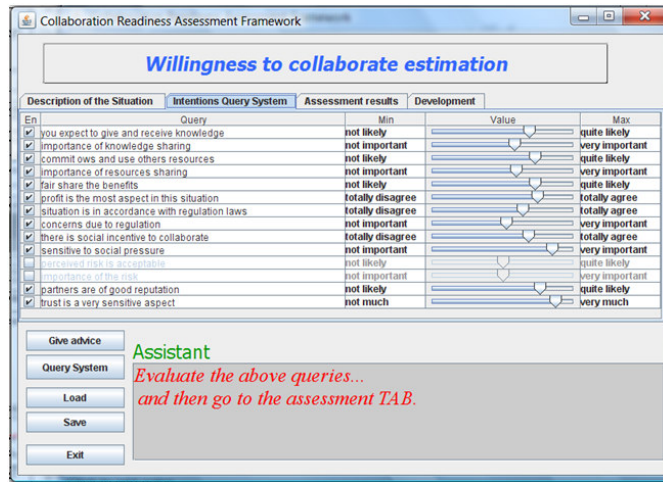 Collaboration Readiness Assessment Framework
Willingness to collaborate estimation
Description of the Situation Intentions Query System Assessment results Development
En Query Min Value Max
you expect to give and receive knowledge not likely quite likely
importance of knowledge sharing not important very important
commit ows and use others resources not likely quite likely
importance of resources sharing not important very important
fair share the benefits not likely quite likely
profit is the most aspect in this situation totally disagree totally agree
situation is in accordance with regulation laws totally disagree totally agree
concerns due to regulation not important very important
there is social incentive to collaborate totally disagree totally agree
sensitive to social pressure not important very important
perceived risk is acceptable not likely quite likely
importance of the risk not important very important
partners are of good reputation not likely quite likely
trust is a very sensitive aspect not much very much
Give advice
Query System
Load
Save
Exit
Assistant
Evaluate the above queries...
and then go to the assessment TAB.